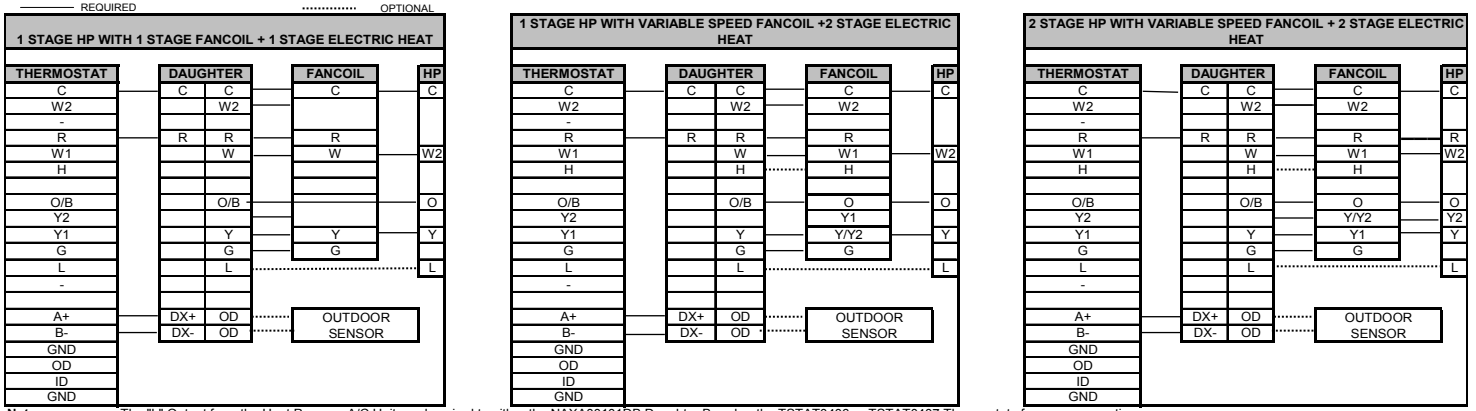 REQUIRED OPTIONAL
1 STAGE HP WITH 1 STAGE FANCOIL + 1 STAGE ELECTRIC HEAT
THERMOSTAT DAUGHTER FANCOIL HP
C C C C C
W2 W2
-
R R R R
W1 W W W2
H
O/B O/B O
Y2
Y1 Y Y Y
G G G
L L L
-
A+ DX+ OD OUTDOOR
B- DX- OD SENSOR
GND
OD
ID
GND
1 STAGE HP WITH VARIABLE SPEED FANCOIL +2 STAGE ELECTRIC
HEAT
THERMOSTAT DAUGHTER FANCOIL HP
C C C C C
W2 W2 W2
-
R R R R
W1 W W1 W2
H H H
O/B O/B O O
Y2 Y1
Y1 Y Y/Y2 Y
G G G
L L L
-
A+ DX+ OD OUTDOOR
B- DX- OD SENSOR
GND
OD
ID
GND
2 STAGE HP WITH VARIABLE SPEED FANCOIL + 2 STAGE ELECTRIC
HEAT
THERMOSTAT DAUGHTER FANCOIL HP
C C C C C
W2 W2 W2
-
R R R R R
W1 W W1 W2
H H H
O/B O/B O O
Y2 Y/Y2 Y2
Y1 Y Y1 Y
G G G
L L L
-
A+ DX+ OD OUTDOOR
B- DX- OD SENSOR
GND
OD
ID
GND